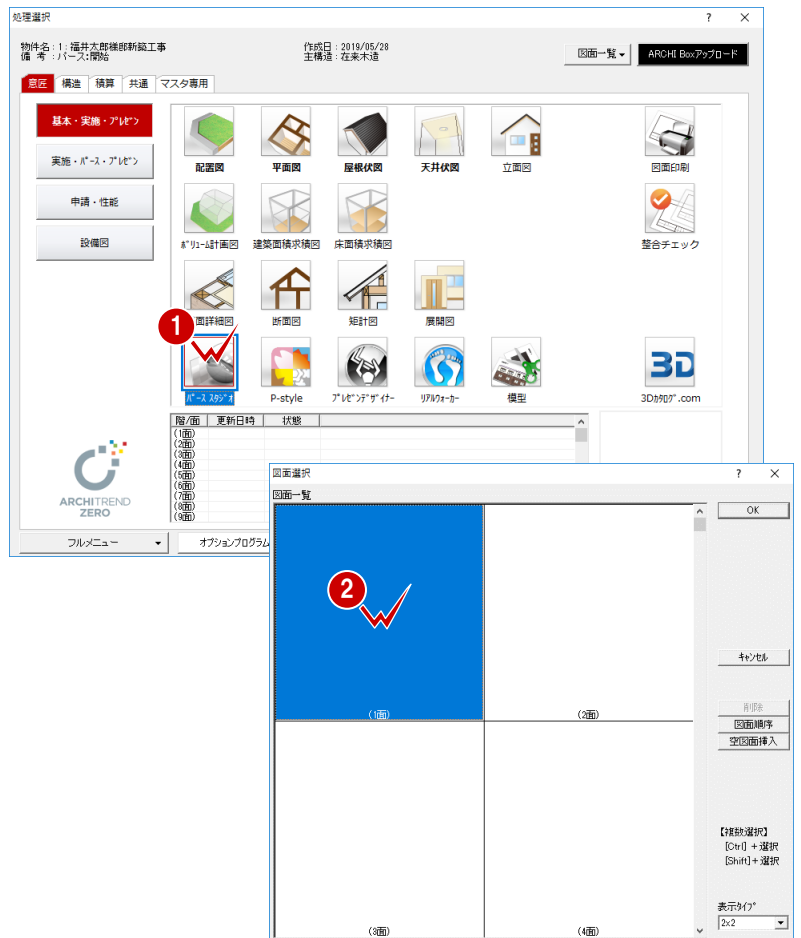 処理選択
? ×
物件名：1：福井太郎様邸新築工事
備 考：パース:開始
作成日：2019/05/28
主構造：在来木造
図面一覧
ARCHI Boxアップロード
意匠 構造 積算 共通 マスタ専用
基本・実施・ﾌﾟﾚｾﾞﾝ
実施・ﾊﾟｰｽ・ﾌﾟﾚｾﾞﾝ
申請・性能
設備図
配置図 平面図 屋根伏図 天井伏図 立面図 図面印刷
ﾎﾞﾘｭｰﾑ計画図 建築面積求積図 床面積求積図 整合チェック
面詳細図 断面図 矩計図 展開図
1
ﾊﾟｰｽ ｽﾀｼﾞｵ P-style ﾌﾟﾚｾﾞﾝﾃﾞｻﾞｲﾅｰ ﾘｱﾙｳｫｰｶｰ 模型 3Dｶﾀﾛｸﾞ.com
3D
階/面 更新日時 状態
(1面)
(2面)
(3面)
(4面)
(5面)
(6面)
(7面)
(8面)
(9面)
ARCHITREND
ZERO
フルメニュー
オプションプログラム
図面選択
? ×
図面一覧
OK
2
キャンセル
(1面) (2面)
削除
図面順序
空図面挿入
【複数選択】
[Ctrl] + 選択
[Shift]+ 選択
表示ﾀｲﾌﾟ
2×2
(3面) (4面)